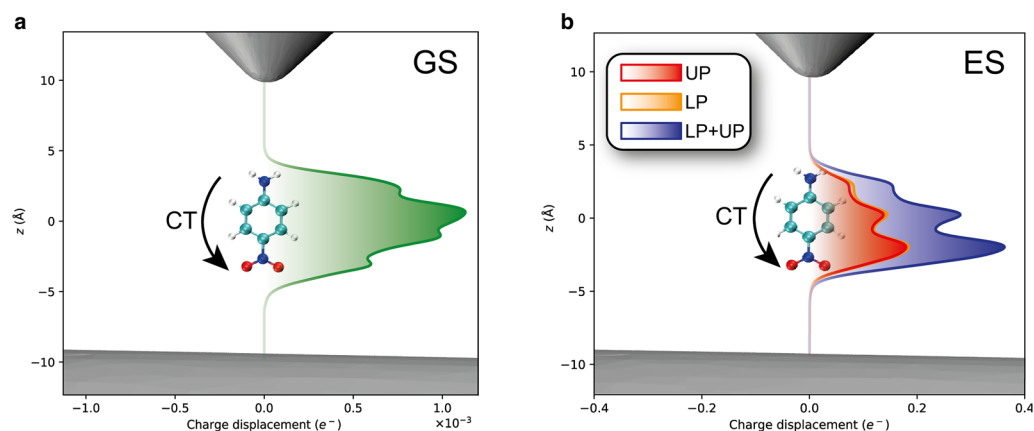 a
GS
10
5
0
−5
−10
z (Å)
CT
−1.0 −0.5 0.0 0.5 1.0
×10−3
Charge displacement (e−)
b
ES
UP
LP
LP+UP
10
5
0
−5
−10
z (Å)
CT
−0.4 −0.2 0.0 0.2 0.4
Charge displacement (e−)